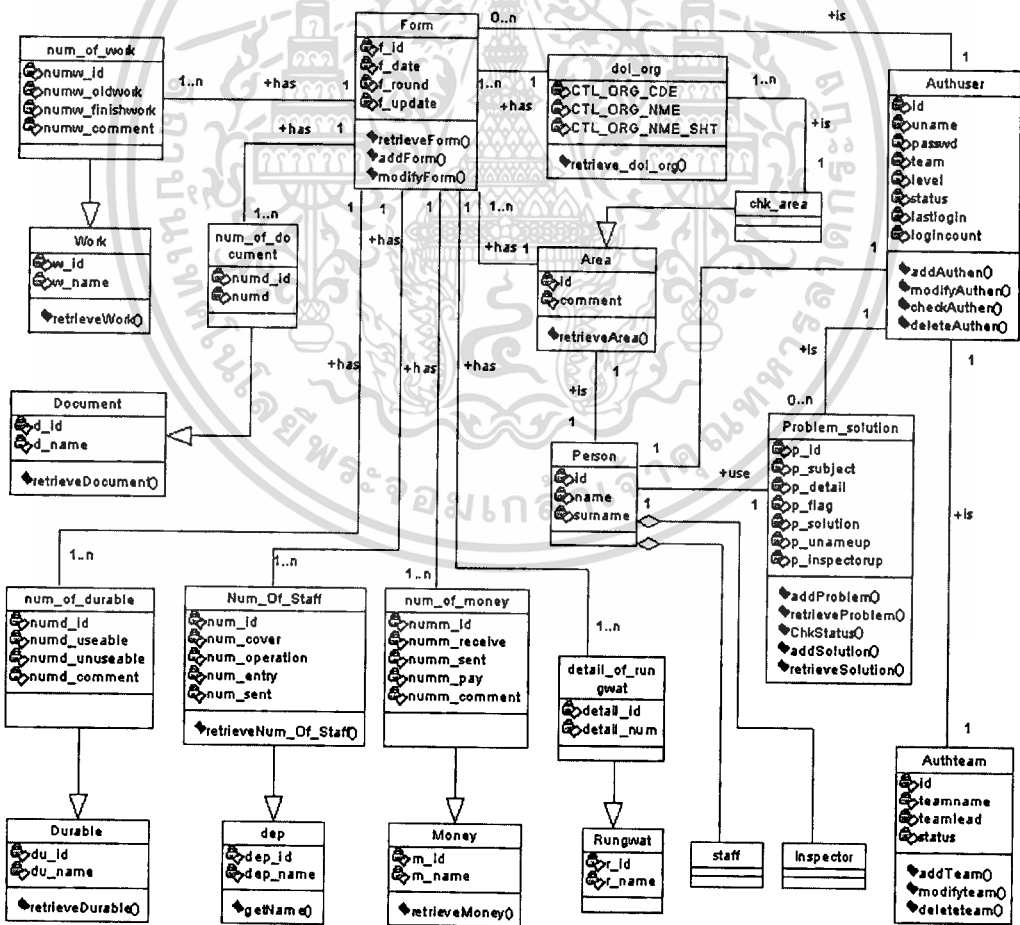 Form
f_id
f_date
f_round
f_update
retrieveForm()
addForm()
modifyForm()
num_of_work
numw_id
numw_oldwork
numw_finishwork
numw_comment
Work
w_id
w_name
retrieveWork()
num_of_do
cument
numd_id
numd
Document
d_id
d_name
retrieveDocument()
dol_org
CTL_ORG_CDE
CTL_ORG_NME
CTL_ORG_NME_SHT
retrieve_dol_org()
chk_area
Area
id
comment
retrieveArea()
Authuser
id
uname
passwd
team
level
status
lastlogin
logincount
addAuthen()
modifyAuthen()
checkAuthen()
deleteAuthen()
Person
id
name
surname
Problem_solution
p_id
p_subject
p_detail
p_flag
p_solution
p_unameup
p_inspectorup
addProblem()
retrieveProblem()
ChkStatus()
addSolution()
retrieveSolution()
num_of_durable
numd_id
numd_useable
numd_unuseable
numd_comment
Num_Of_Staff
num_id
num_cover
num_operation
num_entry
num_sent
retrieveNum_Of_Staff()
num_of_money
numm_id
numm_receive
numm_sent
numm_pay
numm_comment
detail_of_run
gwat
detail_id
detail_num
Durable
du_id
du_name
retrieveDurable()
dep
dep_id
dep_name
getName()
Money
m_id
m_name
retrieveMoney()
Rungwat
r_id
r_name
staff
Inspector
Authteam
id
teamname
teamlead
status
addTeam()
modifyteam()
deleteteam()
0..n
+is
1
1..n
+has
1
+has
1
1..n
1..n
1
+has
1..n
+is
1
1..n
+has
1
1
+is
1
1
1
1
+is
0..n
+use
1
1
1
+is
1
1
+has
1..n
1
+has
1..n
1
+has
1..n
1
+has
1..n